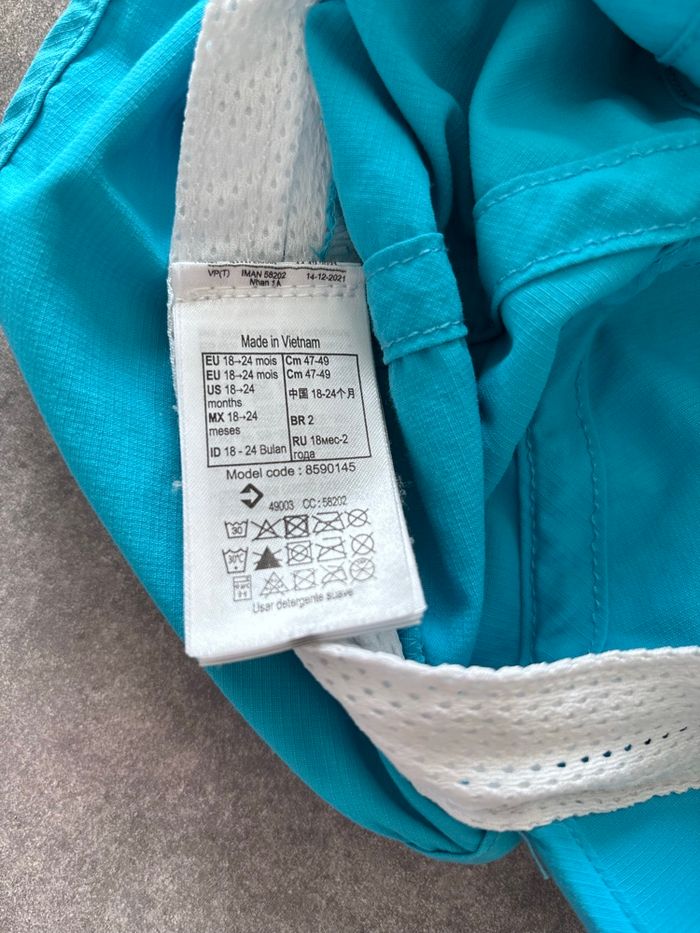 VP(T) IMAN 58202 14-12-2021
Nhan 1A
Made in Vietnam
EU 18→24 mois Cm 47-49
EU 18→24 mois Cm 47-49
US 18→24 months 中国 18-24个月
MX 18→24 meses BR 2
ID 18 - 24 Bulan RU 18мес-2 года
Model code : 8590145
49003 CC : 58202
30
30°C
Usar detergente suave